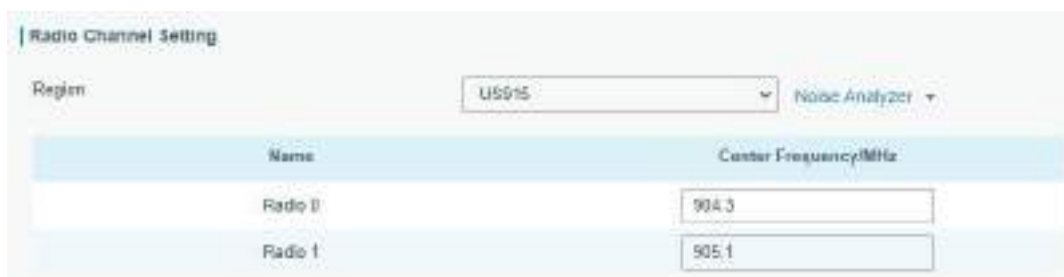 Radio Channel Setting
Region US915 Noise Analyzer
Name Center Frequency/MHz
Radio 0 904.3
Radio 1 905.1